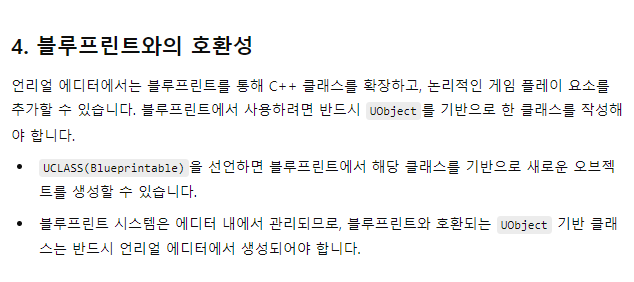 4. 블루프린트와의 호환성
언리얼 에디터에서는 블루프린트를 통해 C++ 클래스를 확장하고, 논리적인 게임 플레이 요소를
추가할 수 있습니다. 블루프린트에서 사용하려면 반드시 UObject를 기반으로 한 클래스를 작성해
야 합니다.
• UCLASS(Blueprintable)을 선언하면 블루프린트에서 해당 클래스를 기반으로 새로운 오브젝
트를 생성할 수 있습니다.
• 블루프린트 시스템은 에디터 내에서 관리되므로, 블루프린트와 호환되는 UObject 기반 클래
스는 반드시 언리얼 에디터에서 생성되어야 합니다.